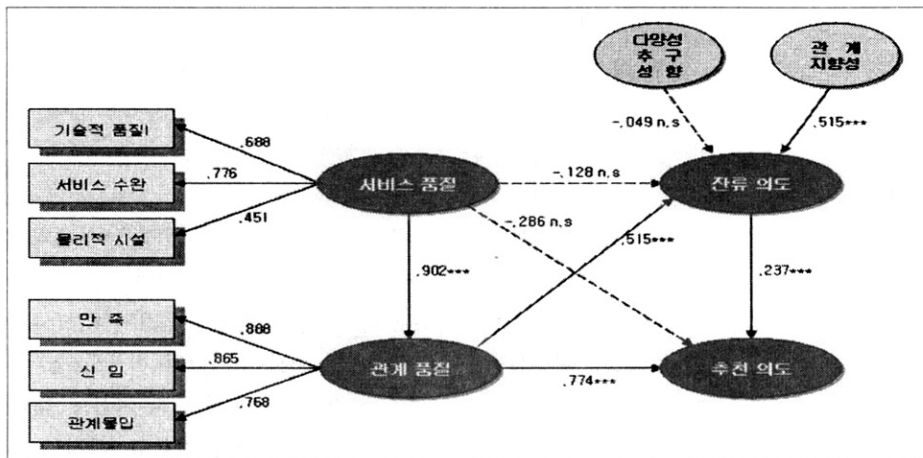 다양성
추 구
성 향
관 계
지향성
-.049 n,s
.515***
기술적 품질I
.688
서비스 수완
.776
서비스 품질
-.128 n,s
잔류 의도
물리적 시설
.451
-.286 n,s
.515***
.902***
.237***
만 족
.888
신 임
.865
관계 품질
.774***
추천 의도
관계몰입
.768